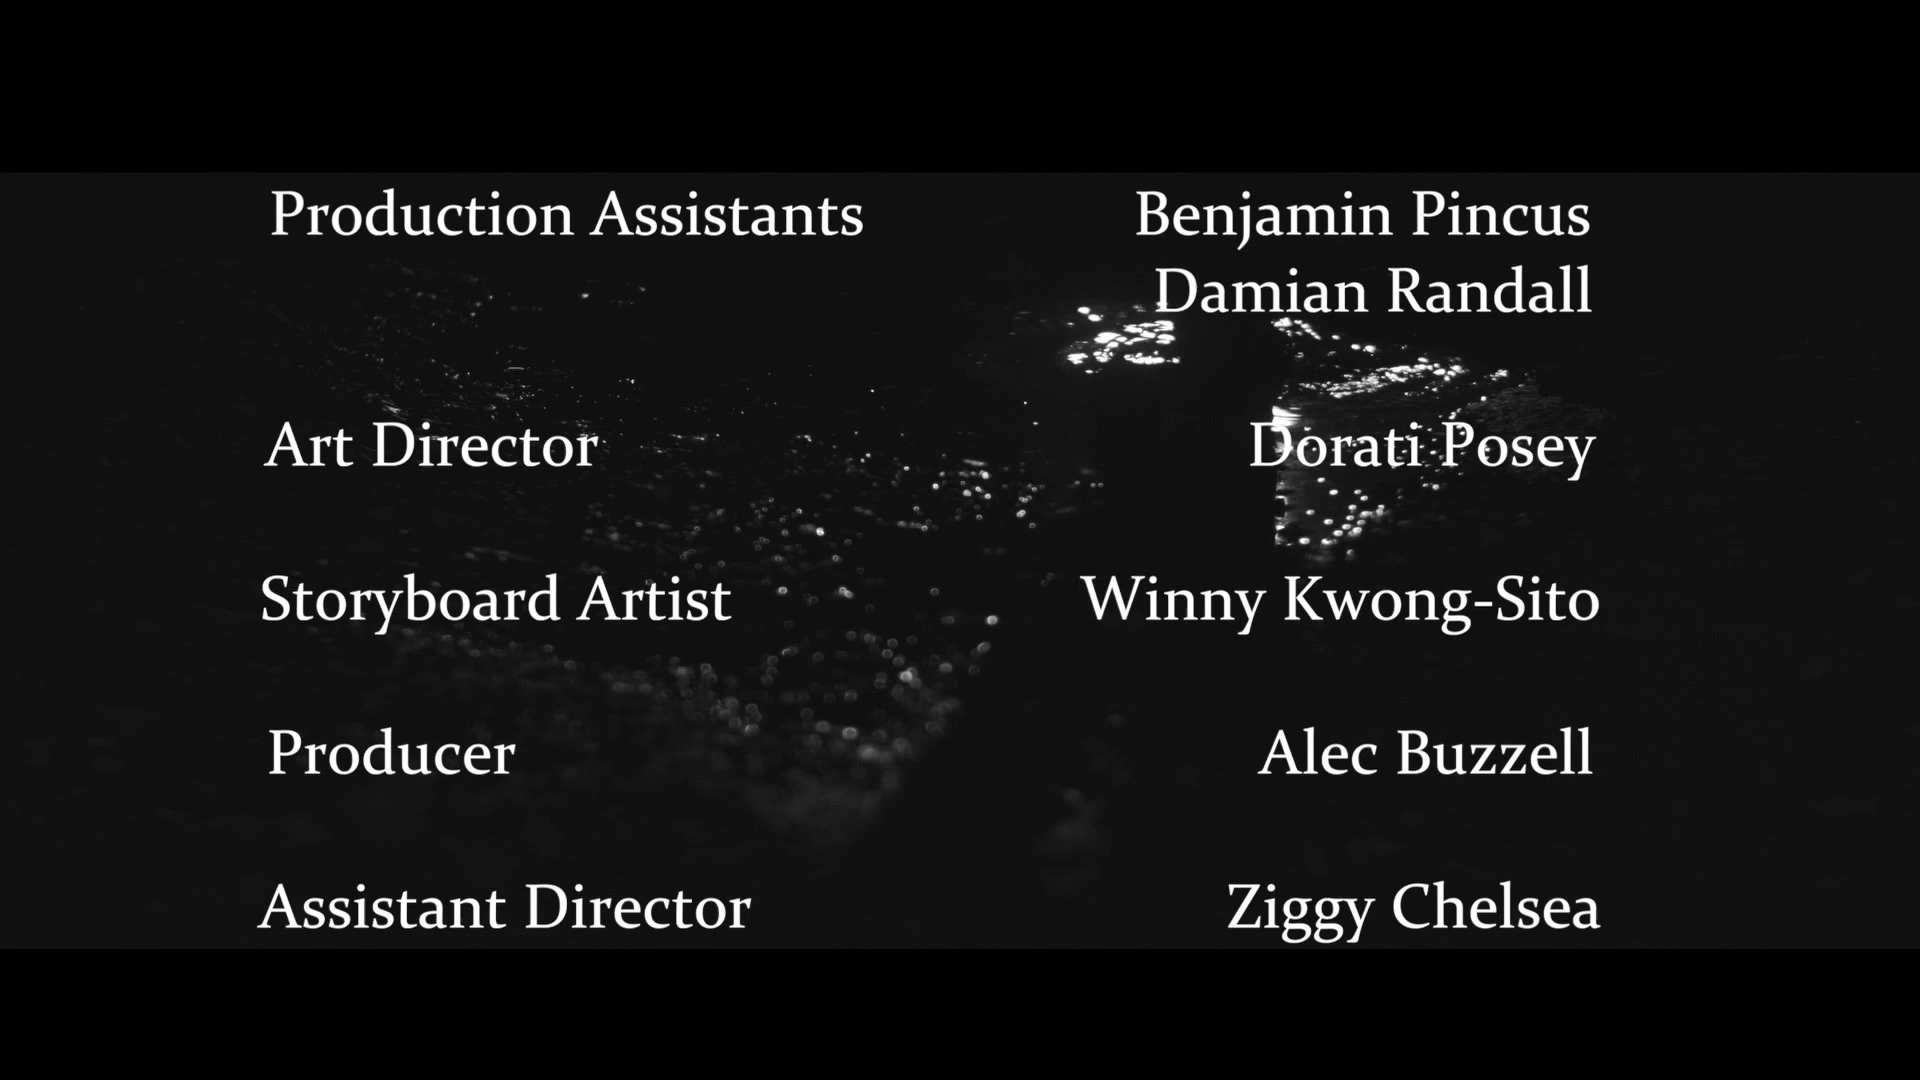 Production Assistants Benjamin Pincus
Damian Randall
Art Director Dorati Posey
Storyboard Artist Winny Kwong-Sito
Producer Alec Buzzell
Assistant Director Ziggy Chelsea